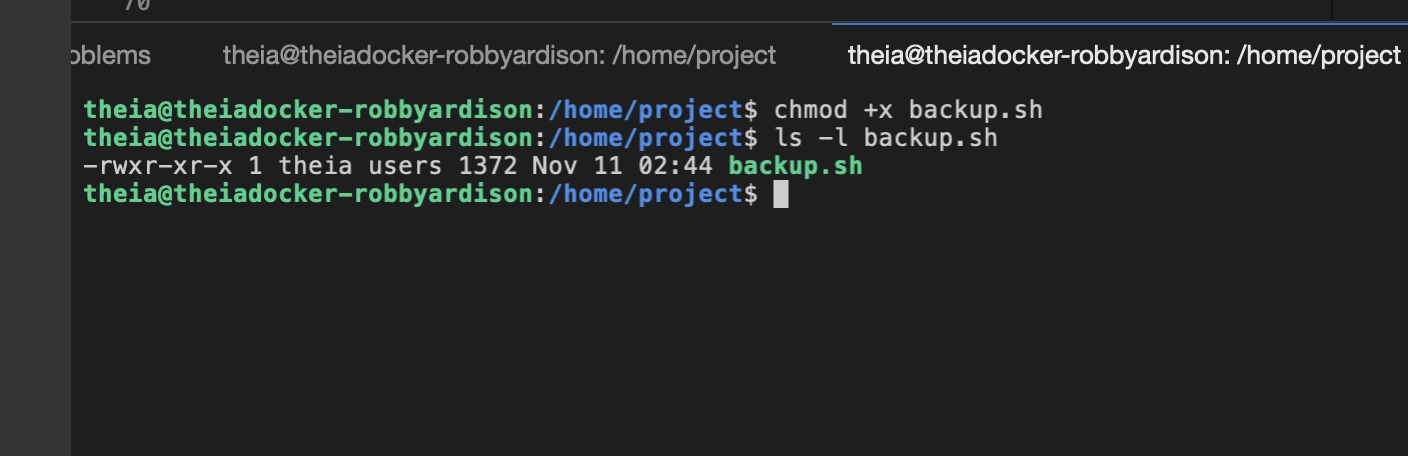 70
oblems theia@theiadocker-robbyardison: /home/project theia@theiadocker-robbyardison: /home/project
theia@theiadocker-robbyardison:/home/project$ chmod +x backup.sh
theia@theiadocker-robbyardison:/home/project$ ls -l backup.sh
-rwxr-xr-x 1 theia users 1372 Nov 11 02:44 backup.sh
theia@theiadocker-robbyardison:/home/project$